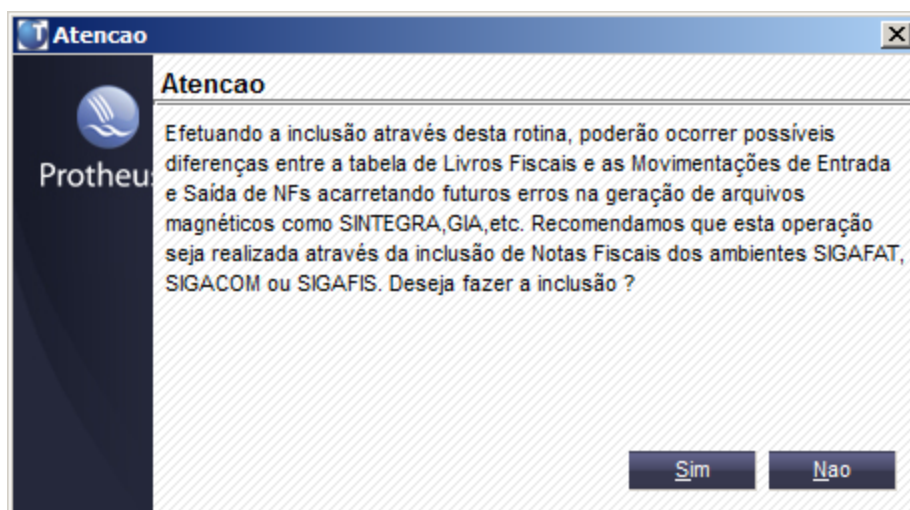 Atencao
Atencao
Protheus
Efetuando a inclusão através desta rotina, poderão ocorrer possíveis
diferenças entre a tabela de Livros Fiscais e as Movimentações de Entrada
e Saída de NFs acarretando futuros erros na geração de arquivos
magnéticos como SINTEGRA,GIA,etc. Recomendamos que esta operação
seja realizada através da inclusão de Notas Fiscais dos ambientes SIGAFAT,
SIGACOM ou SIGAFIS. Deseja fazer a inclusão ?
Sim Nao